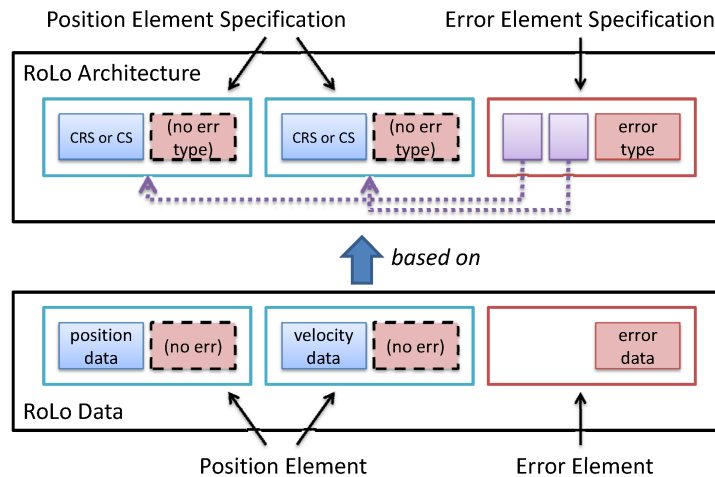 Position Element Specification
Error Element Specification
RoLo Architecture
CRS or CS
(no err
type)
CRS or CS
(no err
type)
error
type
based on
position
data
(no err)
velocity
data
(no err)
error
data
RoLo Data
Position Element
Error Element